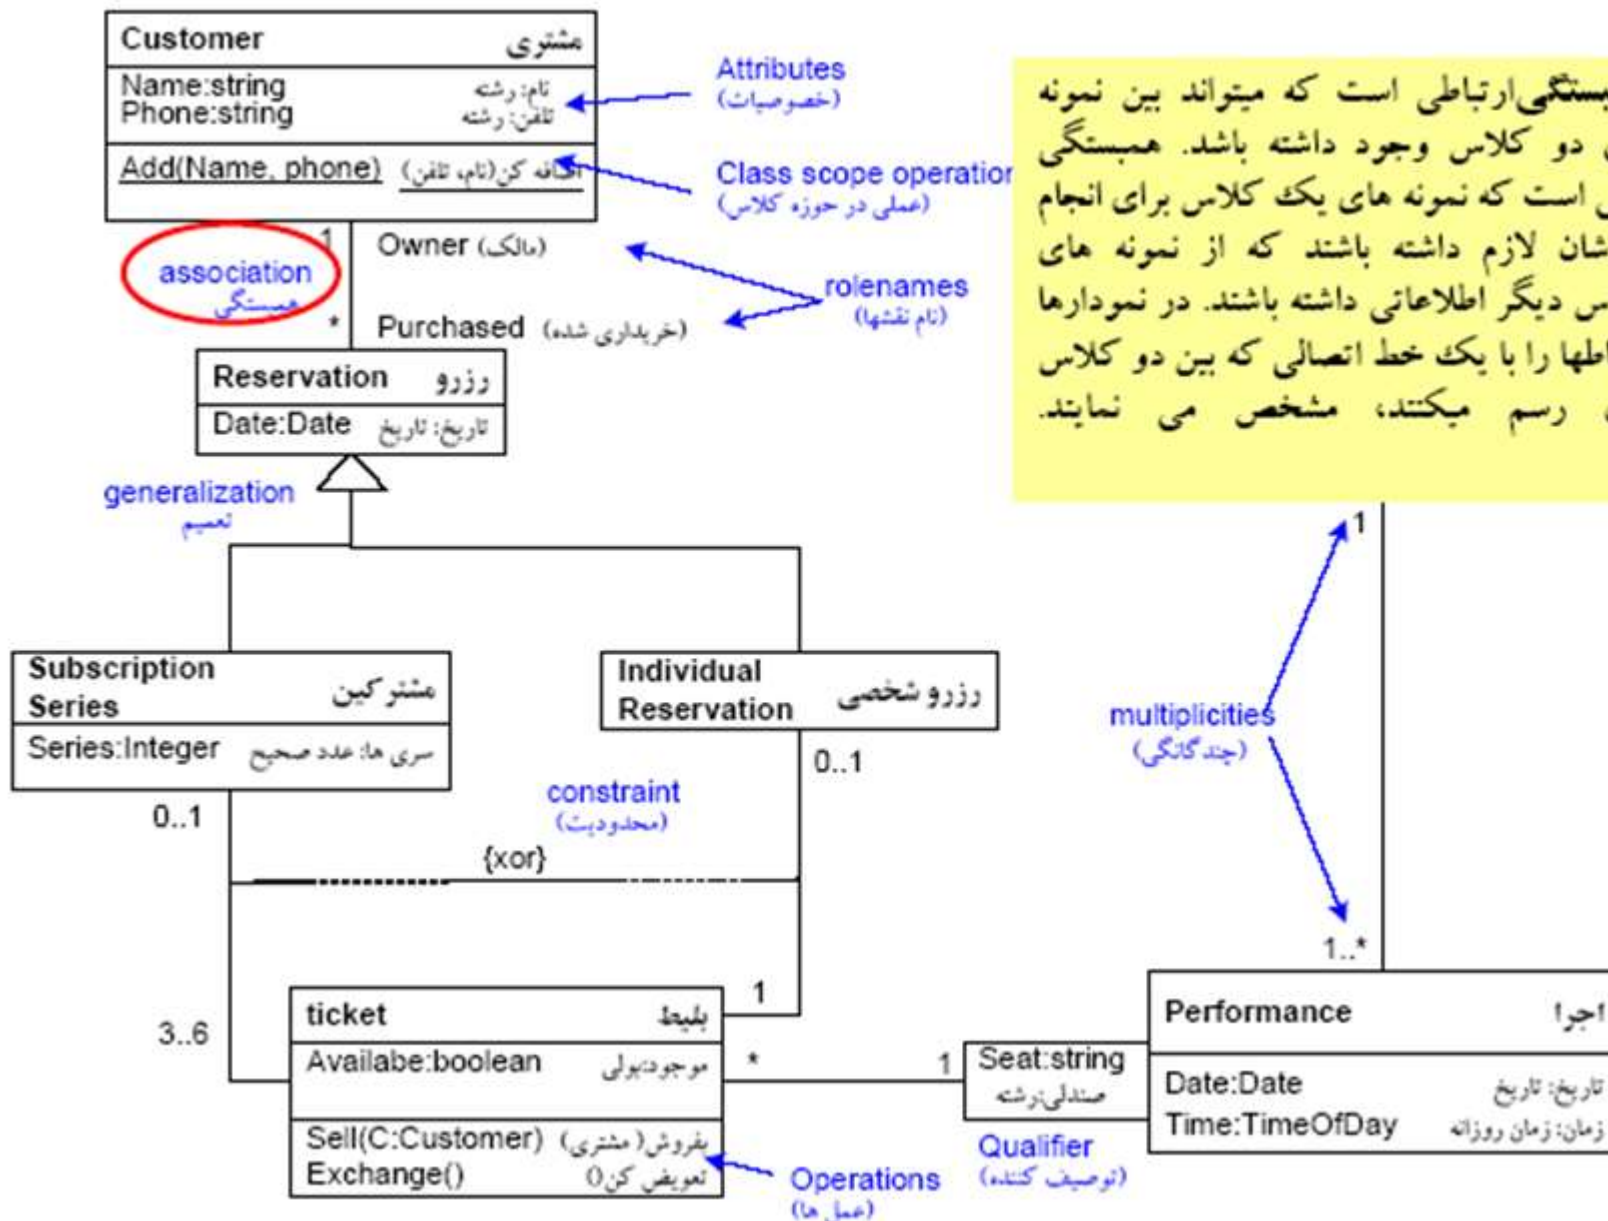 Customer مشتری
Name:string نام: رشته
Phone:string تلفن: رشته
Add(Name, phone) اضافه کن(نام، تلفن)
Attributes
(خصوصیات)
Class scope operation
(عملی در حوزه کلاس)
1
Owner (مالک)
association
همبستگی
rolenames
(نام نقشها)
*
Purchased (خریداری شده)
ارتباطی است که میتواند بین نمونه
دو کلاس وجود داشته باشد. همبستگی
است که نمونه های یک کلاس برای انجام
شان لازم داشته باشند که از نمونه های
دیگر اطلاعاتی داشته باشند. در نمودارها
را با یک خط اتصالی که بین دو کلاس
رسم میکنند، مشخص می نمایند.
Reservation رزرو
Date:Date تاریخ: تاریخ
generalization
تعمیم
1
Subscription
Series
مشترکین
Series:Integer سری ها: عدد صحیح
Individual
Reservation
رزرو شخصی
multiplicities
(چندگانگی)
0..1
0..1
constraint
(محدودیت)
{xor}
1..*
3..6
1
ticket بلیط
Availabe:boolean موجود:بولی
Sell(C:Customer) بفروش( مشتری)
Exchange() تعویض کن()
*
1
Seat:string
صندلی:رشته
Qualifier
(توصیف کننده)
Performance اجرا
Date:Date تاریخ: تاریخ
Time:TimeOfDay زمان: زمان روزانه
Operations
(عمل ها)